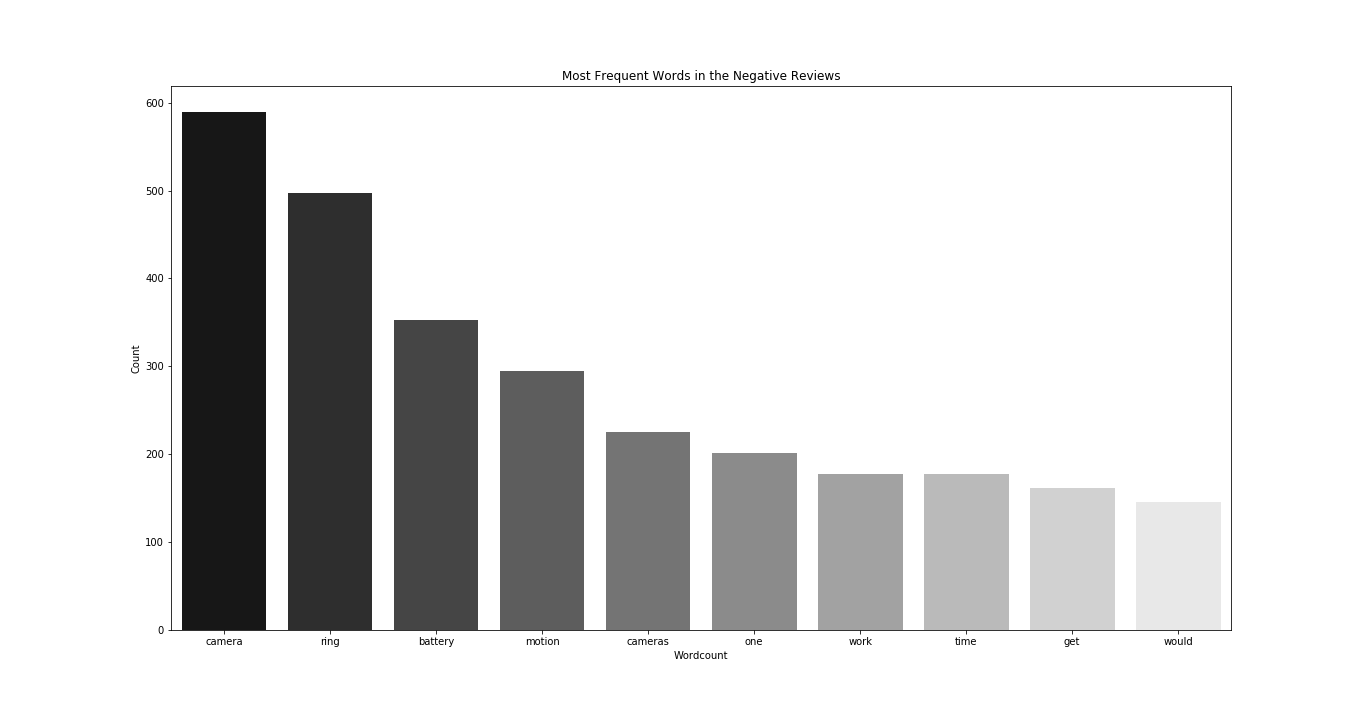 Most Frequent Words in the Negative Reviews
600
500
400
300
200
100
0
Count
camera ring battery motion cameras one work time get would
Wordcount